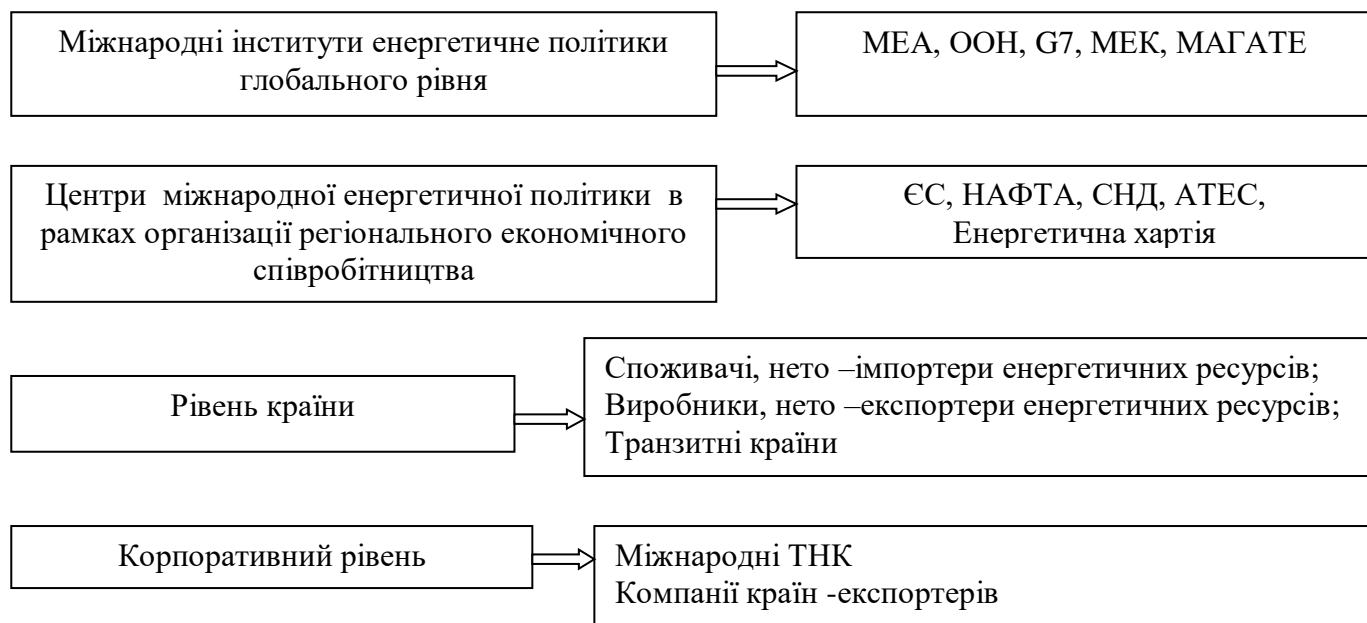 Міжнародні інститути енергетичне політики
глобального рівня
МЕА, ООН, G7, МЕК, МАГАТЕ
Центри міжнародної енергетичної політики в
рамках організації регіонального економічного
співробітництва
ЄС, НАФТА, СНД, АТЕС,
Енергетична хартія
Рівень країни
Споживачі, нето –імпортери енергетичних ресурсів;
Виробники, нето –експортери енергетичних ресурсів;
Транзитні країни
Корпоративний рівень
Міжнародні ТНК
Компанії країн -експортерів